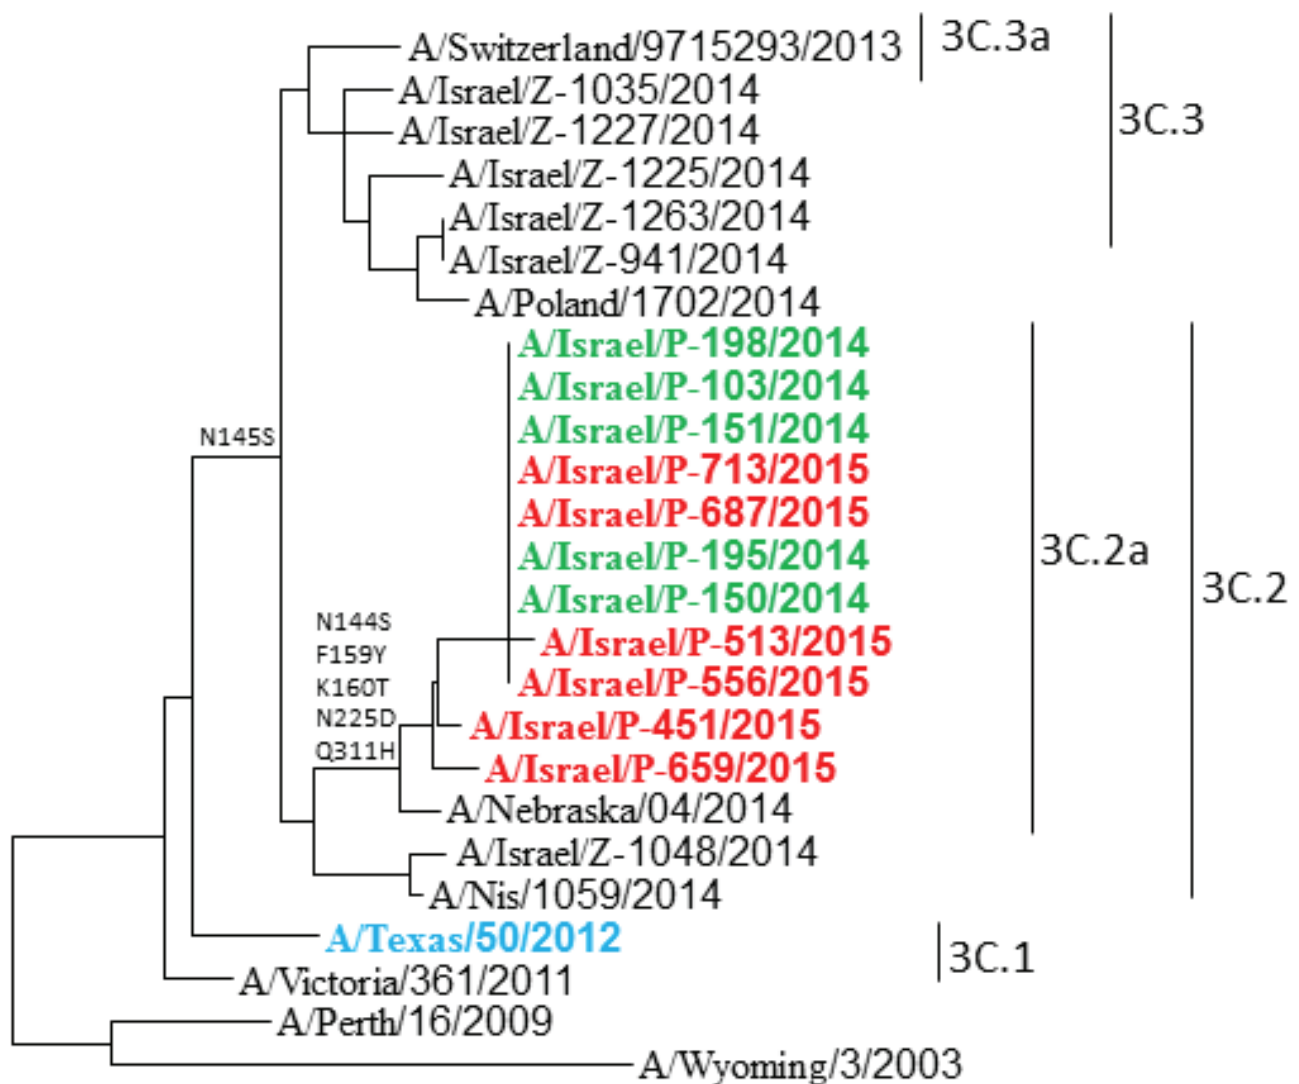 A/Switzerland/9715293/2013
3C.3a
A/Israel/Z-1035/2014
3C.3
A/Israel/Z-1227/2014
A/Israel/Z-1225/2014
A/Israel/Z-1263/2014
A/Israel/Z-941/2014
A/Poland/1702/2014
A/Israel/P-198/2014
A/Israel/P-103/2014
A/Israel/P-151/2014
N145S
A/Israel/P-713/2015
A/Israel/P-687/2015
A/Israel/P-195/2014
3C.2a
A/Israel/P-150/2014
3C.2
N144S
F159Y
K160T
N225D
Q311H
A/Israel/P-513/2015
A/Israel/P-556/2015
A/Israel/P-451/2015
A/Israel/P-659/2015
A/Nebraska/04/2014
A/Israel/Z-1048/2014
A/Nis/1059/2014
A/Texas/50/2012
3C.1
A/Victoria/361/2011
A/Perth/16/2009
A/Wyoming/3/2003